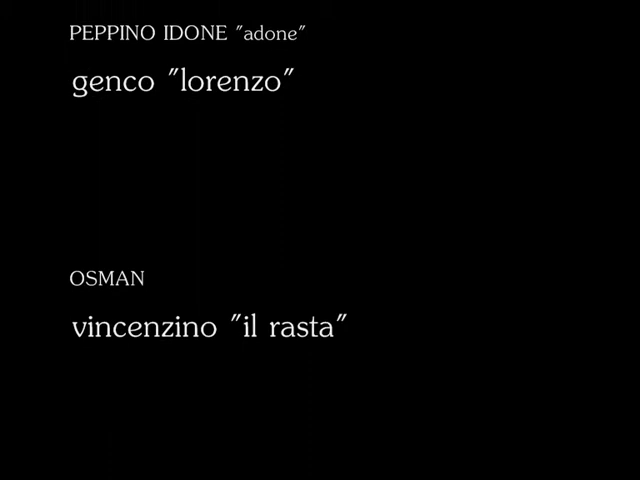 PEPPINO IDONE "adone"
genco "lorenzo"
OSMAN
vincenzino "il rasta"